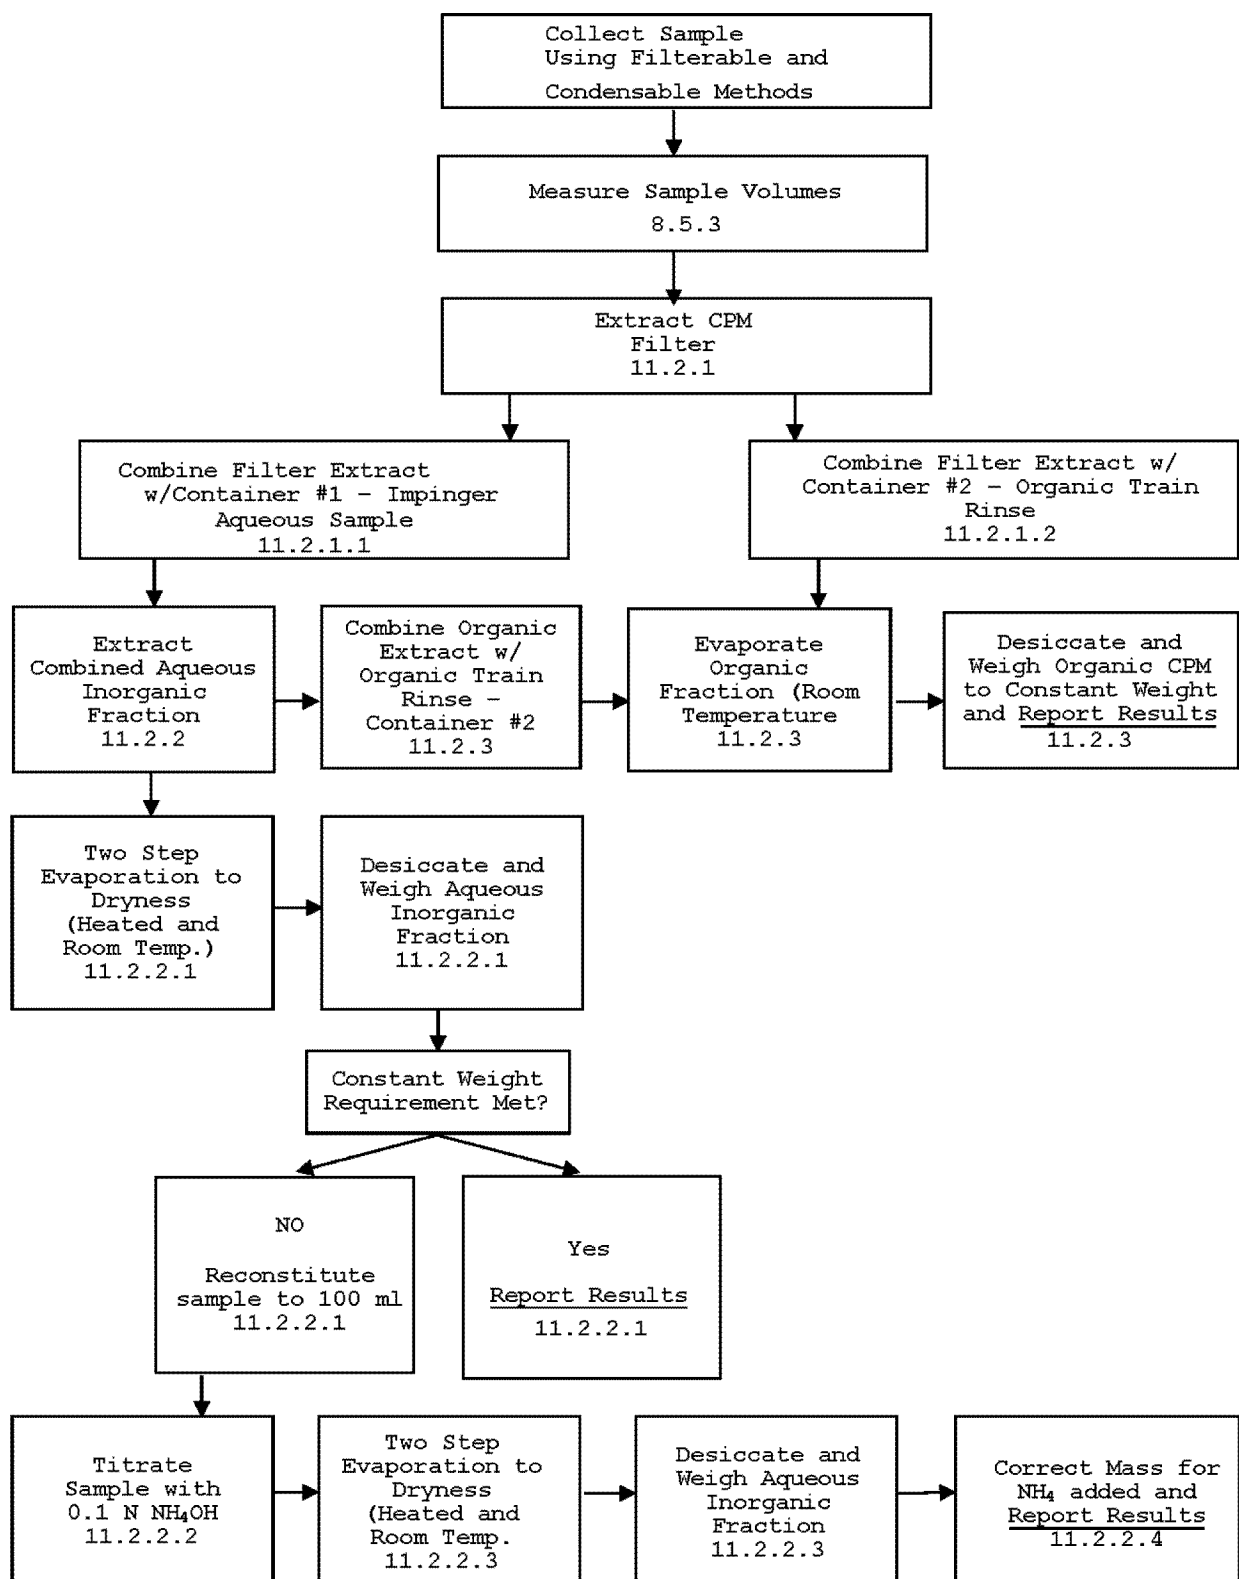 Collect Sample
Using Filterable and
Condensable Methods
Measure Sample Volumes
8.5.3
Extract CPM
Filter
11.2.1
Combine Filter Extract
w/Container #1 – Impinger
Aqueous Sample
11.2.1.1
Combine Filter Extract w/
Container #2 – Organic Train
Rinse
11.2.1.2
Extract
Combined Aqueous
Inorganic
Fraction
11.2.2
Combine Organic
Extract w/
Organic Train
Rinse –
Container #2
11.2.3
Evaporate
Organic
Fraction (Room
Temperature
11.2.3
Desiccate and
Weigh Organic CPM
to Constant Weight
and Report Results
11.2.3
Two Step
Evaporation to
Dryness
(Heated and
Room Temp.)
11.2.2.1
Desiccate and
Weigh Aqueous
Inorganic
Fraction
11.2.2.1
Constant Weight
Requirement Met?
NO
Reconstitute
sample to 100 ml
11.2.2.1
Yes
Report Results
11.2.2.1
Titrate
Sample with
0.1 N NH₄OH
11.2.2.2
Two Step
Evaporation to
Dryness
(Heated and
Room Temp.
11.2.2.3
Desiccate and
Weigh Aqueous
Inorganic
Fraction
11.2.2.3
Correct Mass for
NH₄ added and
Report Results
11.2.2.4